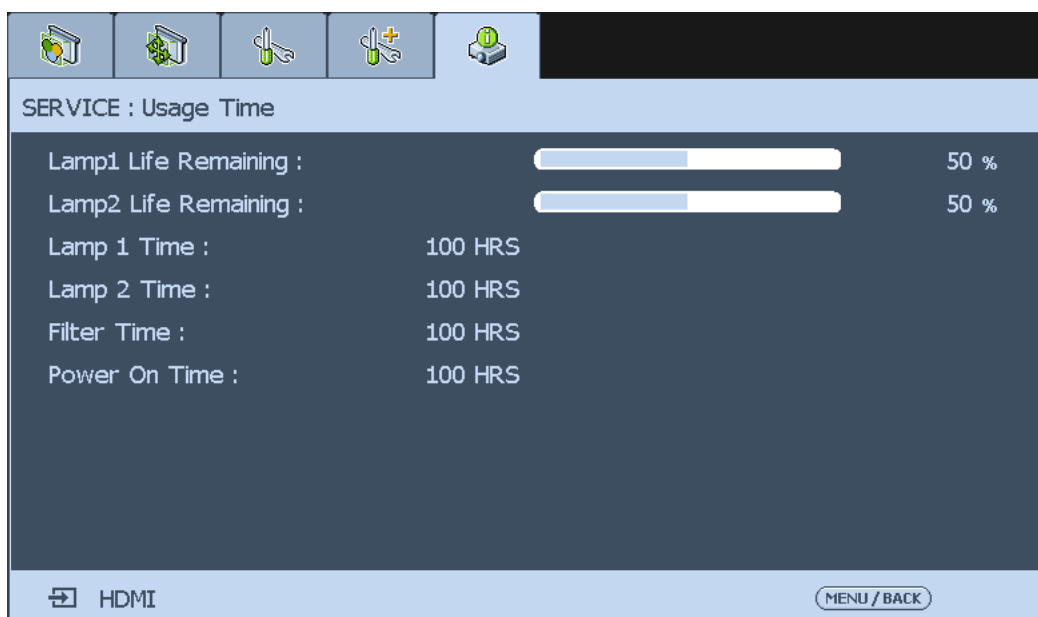 SERVICE : Usage Time
Lamp1 Life Remaining : 50 %
Lamp2 Life Remaining : 50 %
Lamp 1 Time : 100 HRS
Lamp 2 Time : 100 HRS
Filter Time : 100 HRS
Power On Time : 100 HRS
HDMI MENU / BACK